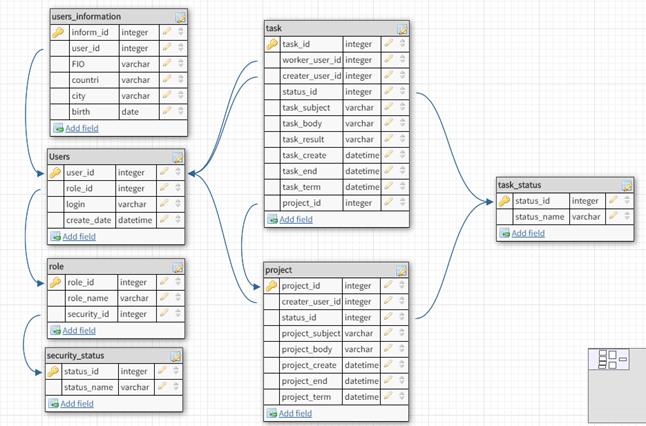 users_information
inform_id integer
user_id integer
FIO varchar
countri varchar
city varchar
birth date
Add field
Users
user_id integer
role_id integer
login varchar
create_date datetime
Add field
role
role_id integer
role_name varchar
security_id integer
Add field
security_status
status_id integer
status_name varchar
Add field
task
task_id integer
worker_user_id integer
creater_user_id integer
status_id integer
task_subject varchar
task_body varchar
task_result varchar
task_create datetime
task_end datetime
task_term datetime
project_id integer
Add field
project
project_id integer
creater_user_id integer
status_id integer
project_subject varchar
project_body varchar
project_create datetime
project_end datetime
project_term datetime
Add field
task_status
status_id integer
status_name varchar
Add field